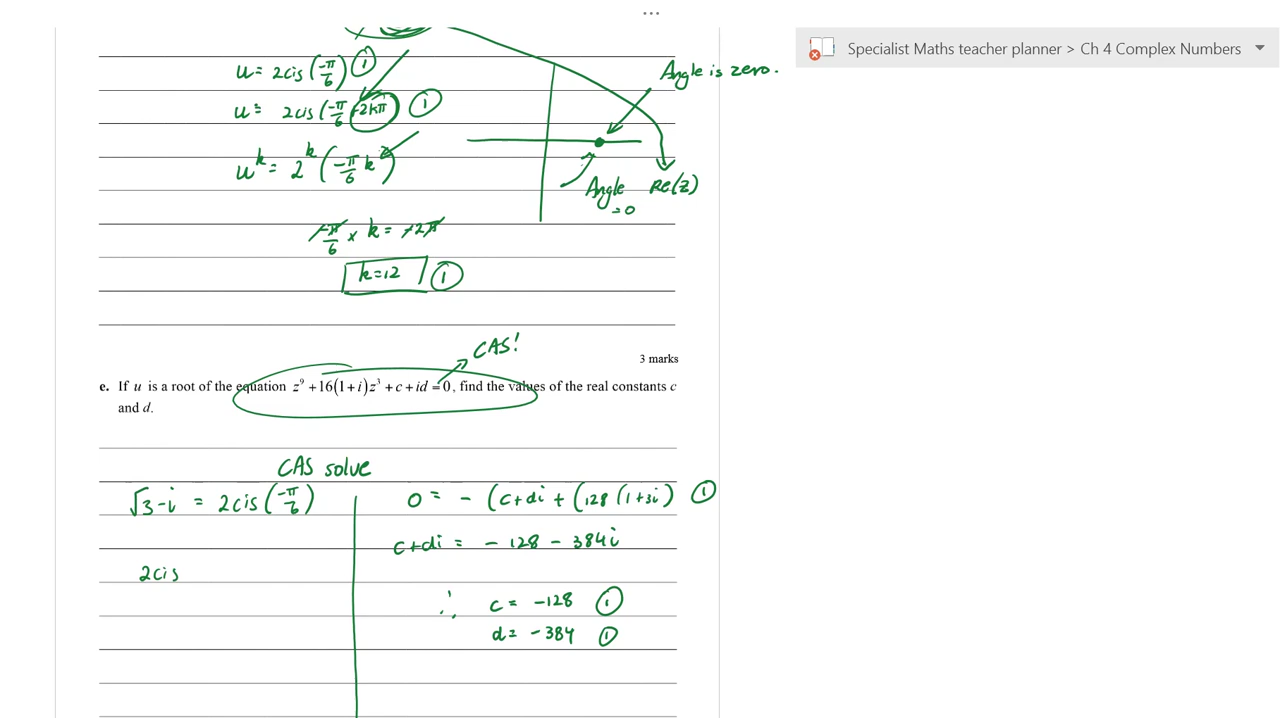 ...
Specialist Maths teacher planner > Ch 4 Complex Numbers
u = 2cis(-π/6) ①
Angle is zero.
u = 2cis(-π/6 -2kπ) ①
u^k = 2^k (-π/6 k)
Angle = 0
Re(z)
-π/6 × k = -2π
k=12 ①
CAS!
3 marks
e. If u is a root of the equation z⁹ + 16(1+i)z³ + c + id = 0, find the values of the real constants c
and d.
CAS solve
√3-i = 2cis(-π/6)
0 = - (c+di + (128(1+3i) ①
c+di = - 128 - 384i
2cis
∴ c = -128 ①
d = -384 ①